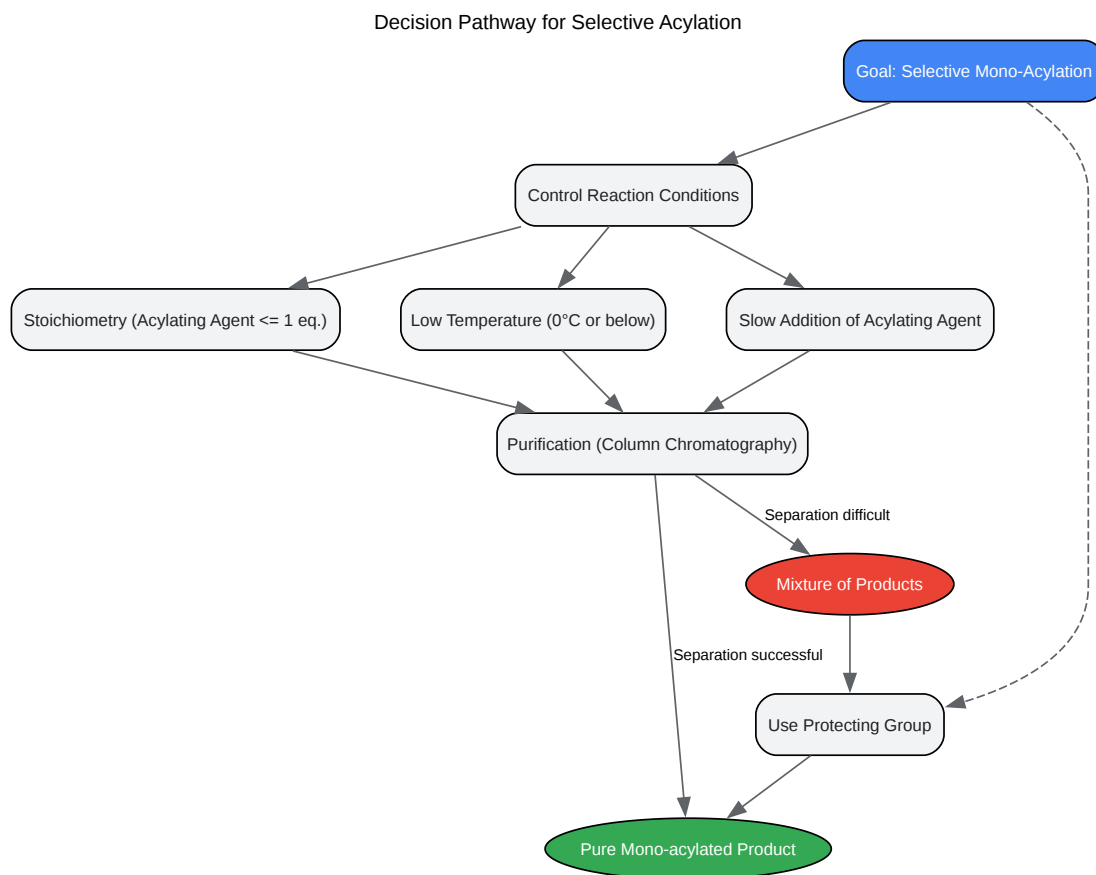 Decision Pathway for Selective Acylation
Goal: Selective Mono-Acylation
Control Reaction Conditions
Stoichiometry (Acylating Agent <= 1 eq.)
Low Temperature (0°C or below)
Slow Addition of Acylating Agent
Purification (Column Chromatography)
Separation difficult
Mixture of Products
Separation successful
Use Protecting Group
Pure Mono-acylated Product